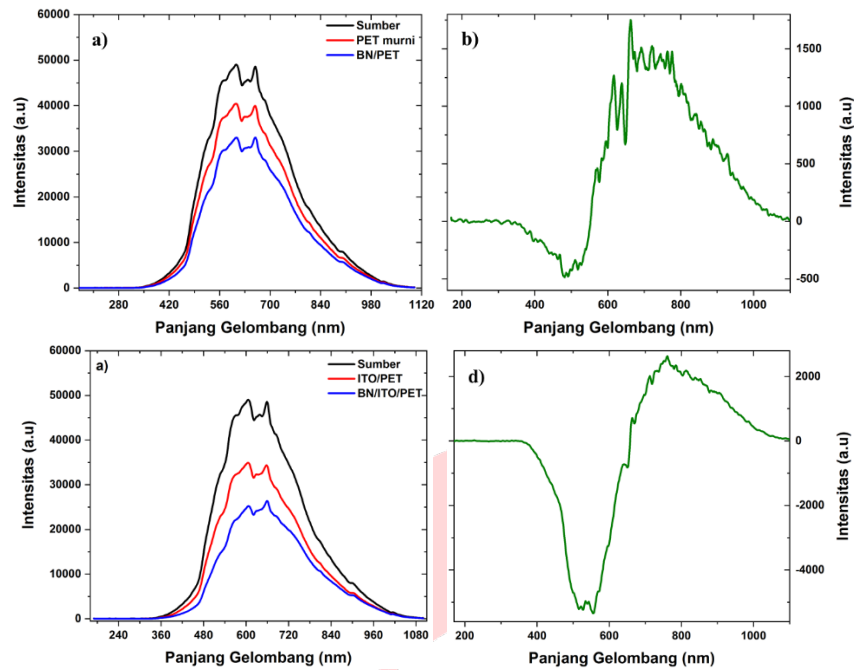 a)
Sumber
PET murni
BN/PET
Intensitas (a.u)
60000
50000
40000
30000
20000
10000
0
280 420 560 700 840 980 1120
Panjang Gelombang (nm)
b)
1500
1000
500
0
-500
Intensitas (a.u)
200 400 600 800 1000
Panjang Gelombang (nm)
a)
Sumber
ITO/PET
BN/ITO/PET
Intensitas (a.u)
60000
50000
40000
30000
20000
10000
0
240 360 480 600 720 840 960 1080
Panjang Gelombang (nm)
d)
2000
0
-2000
-4000
Intensitas (a.u)
200 400 600 800 1000
Panjang Gelombang (nm)